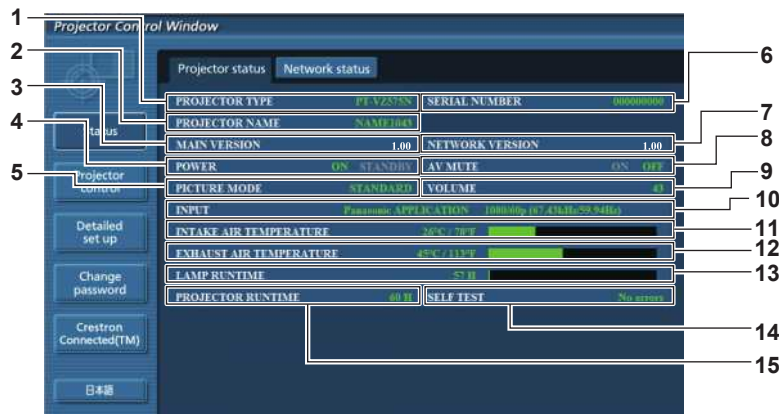 Projector Control Window
1
2
3
4
5
6
7
8
9
10
11
12
13
14
15
Projector status Network status
PROJECTOR TYPE PT-VZ575N SERIAL NUMBER 000000000
PROJECTOR NAME NAME1043
MAIN VERSION 1.00 NETWORK VERSION 1.00
POWER ON STANDBY AV MUTE ON OFF
PICTURE MODE STANDARD VOLUME 43
INPUT Panasonic APPLICATION 1080/60p (67.43kHz/59.94Hz)
INTAKE AIR TEMPERATURE 26°C / 78°F
EXHAUST AIR TEMPERATURE 45°C / 113°F
LAMP RUNTIME 57 H
PROJECTOR RUNTIME 60 H SELF TEST No errors
Status
Projector
control
Detailed
set up
Change
password
Crestron
Connected(TM)
日本語